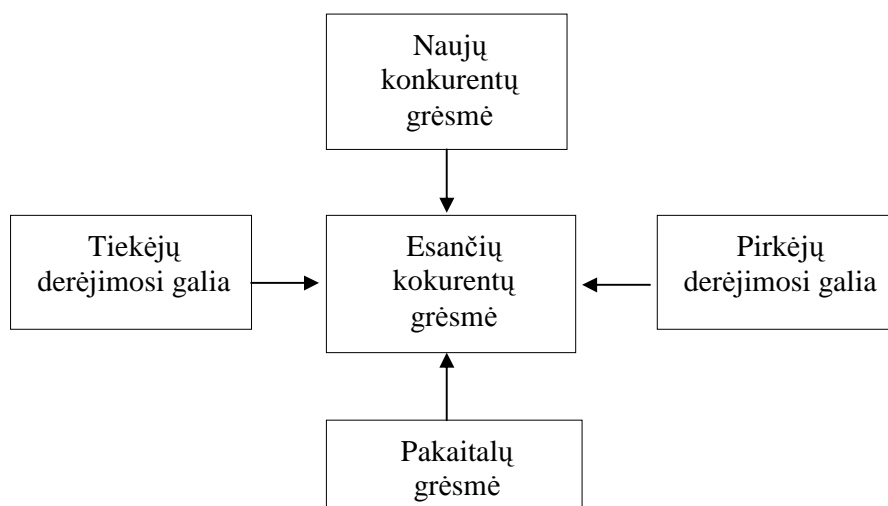 Naujų
konkurentų
grėsmė
Tiekėjų
derėjimosi galia
Esančių
kokurentų
grėsmė
Pirkėjų
derėjimosi galia
Pakaitalų
grėsmė